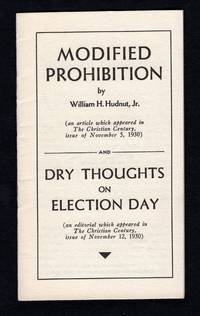 MODIFIED
PROHIBITION
by
William H. Hudnut, Jr.
(an article which appeared in
The Christian Century,
issue of November 5, 1930)
AND
DRY THOUGHTS
ON
ELECTION DAY
(an editorial which appeared in
The Christian Century,
issue of November 12, 1930)